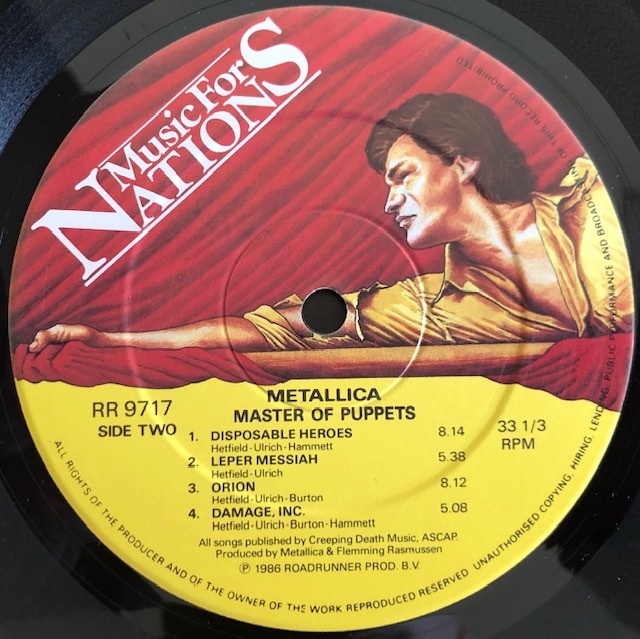 Music For
NATIONS
METALLICA
MASTER OF PUPPETS
RR 9717
SIDE TWO
33 1/3
RPM
1. DISPOSABLE HEROES 8.14
Hetfield-Ulrich-Hammett
2. LEPER MESSIAH 5.38
Hetfield-Ulrich
3. ORION 8.12
Hetfield-Ulrich-Burton
4. DAMAGE, INC. 5.08
Hetfield-Ulrich-Burton-Hammett
All songs published by Creeping Death Music, ASCAP.
Produced by Metallica & Flemming Rasmussen
℗ 1986 ROADRUNNER PROD. B.V.
ALL RIGHTS OF THE PRODUCER AND OF THE OWNER OF THE WORK REPRODUCED RESERVED. UNAUTHORISED COPYING, HIRING, LENDING, PUBLIC PERFORMANCE AND BROADCASTING OF THIS RECORD PROHIBITED